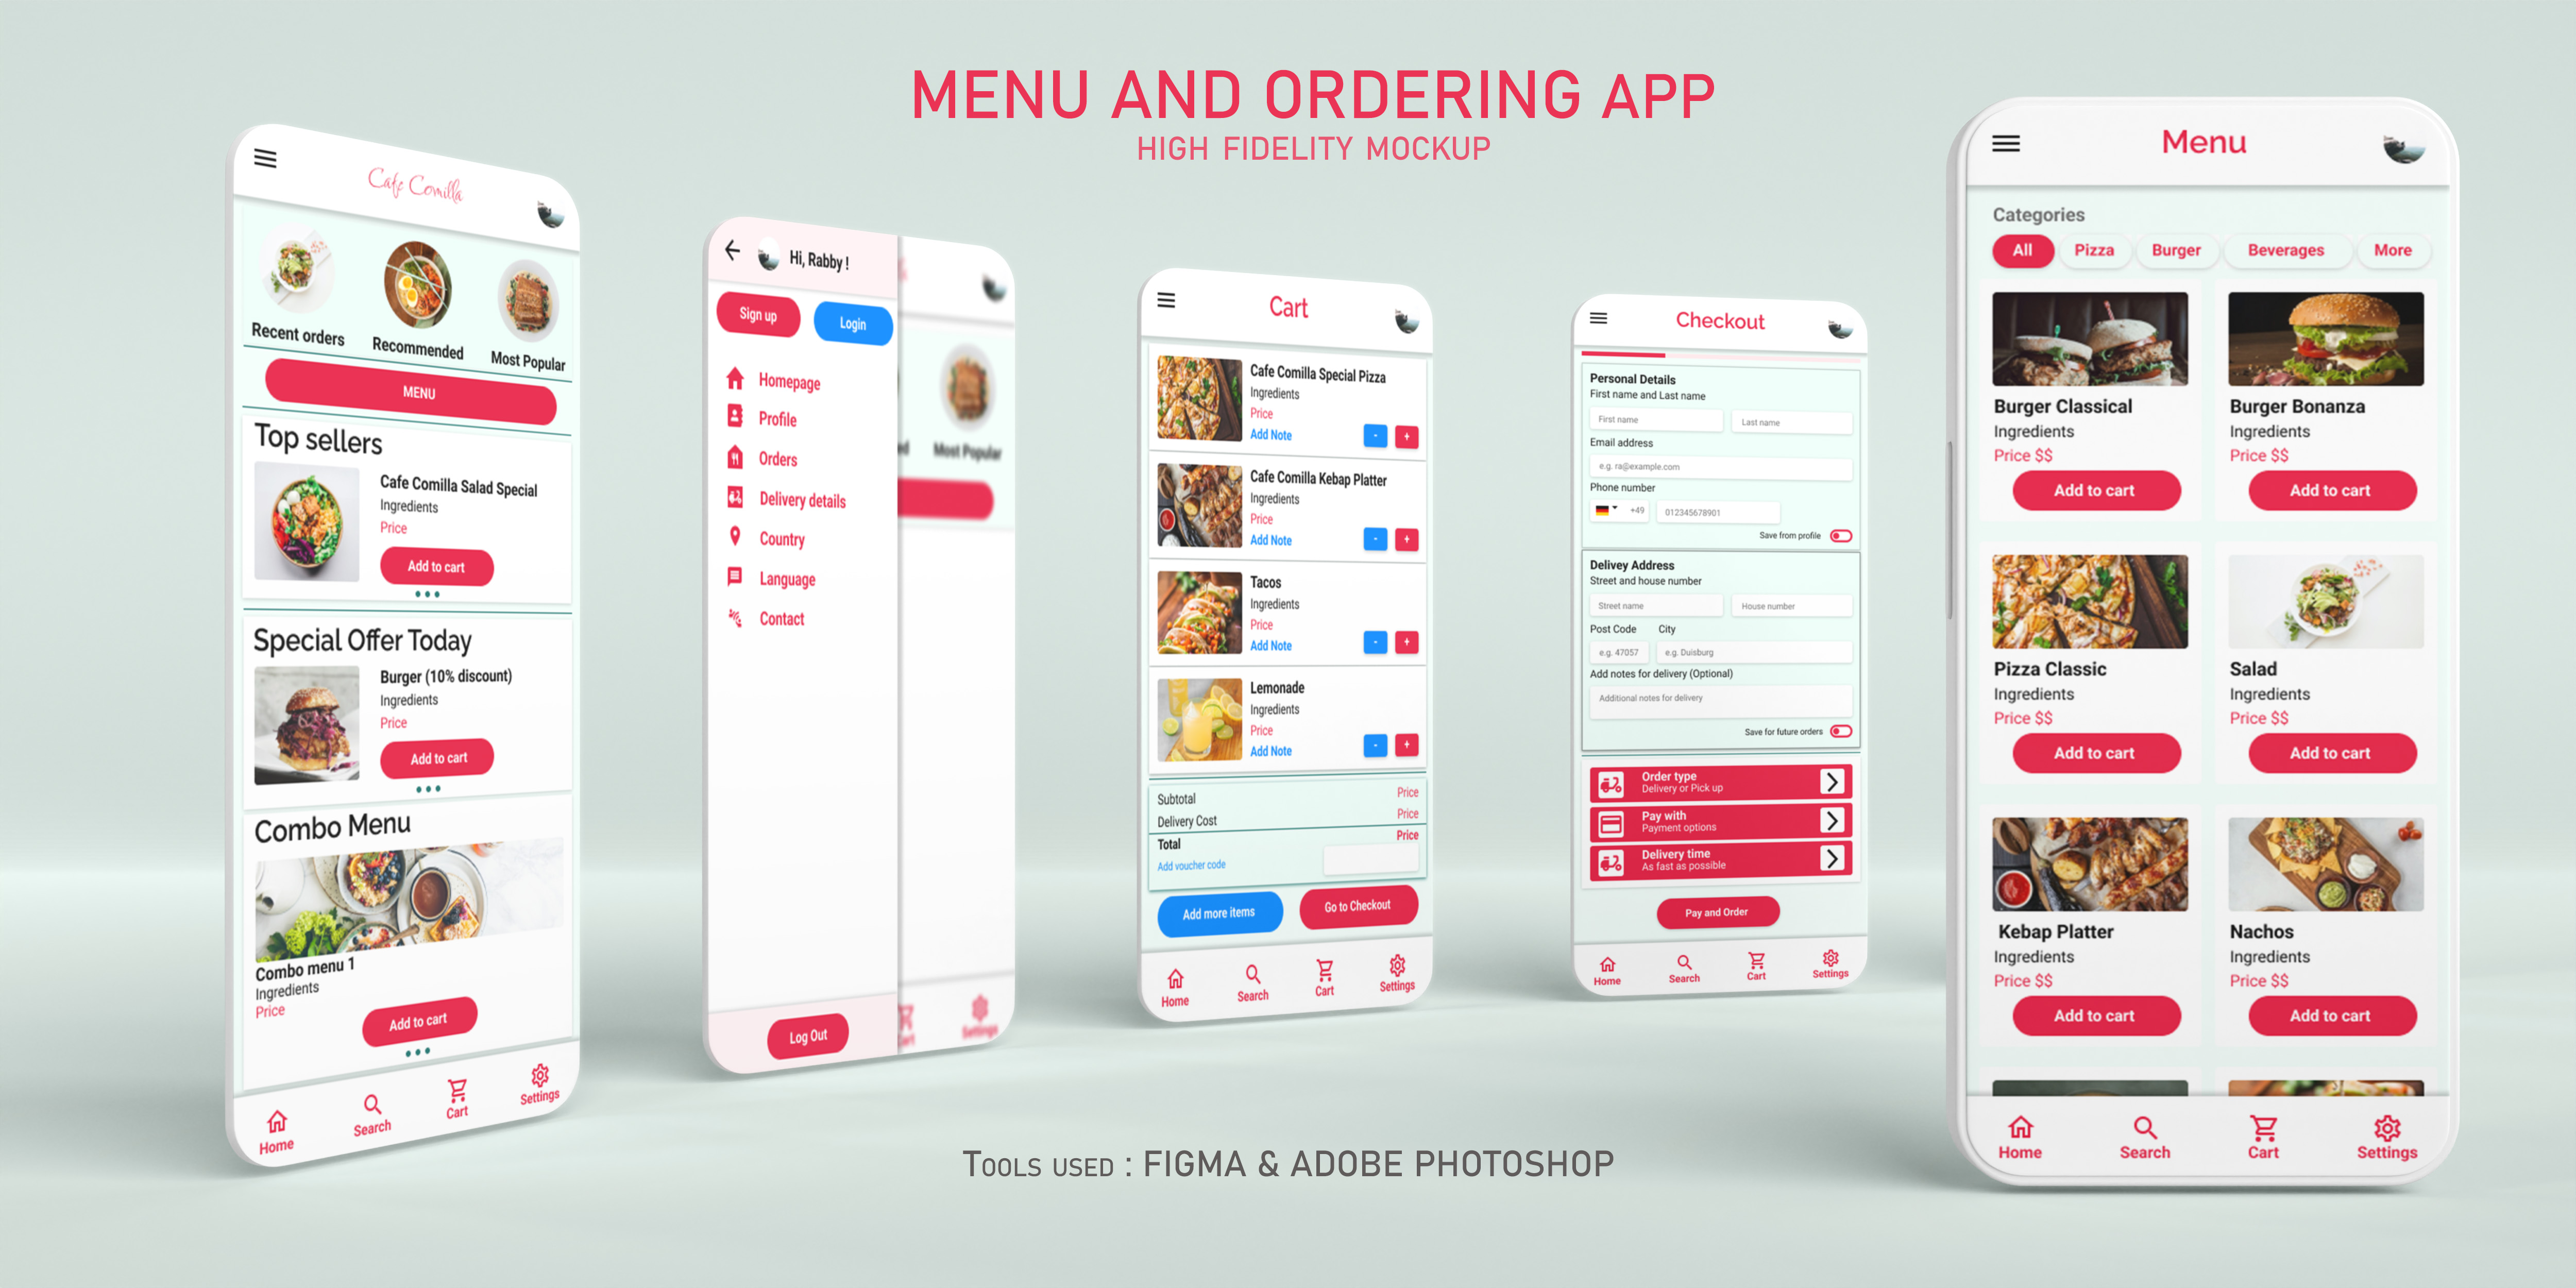 MENU AND ORDERING APP
HIGH FIDELITY MOCKUP
Cafe Comilla
Recent orders
Recommended
Most Popular
MENU
Top sellers
Cafe Comilla Salad Special
Ingredients
Price
Add to cart
Special Offer Today
Burger (10% discount)
Ingredients
Price
Add to cart
Combo Menu
Combo menu 1
Ingredients
Price
Add to cart
Home
Search
Cart
Settings
Hi, Rabby !
Sign up
Login
Homepage
Profile
Orders
Delivery details
Country
Language
Contact
Log Out
Most Popular
Settings
Cart
Cafe Comilla Special Pizza
Ingredients
Price
Add Note
- +
Cafe Comilla Kebap Platter
Ingredients
Price
Add Note
- +
Tacos
Ingredients
Price
Add Note
- +
Lemonade
Ingredients
Price
Add Note
- +
Subtotal Price
Delivery Cost Price
Total Price
Add voucher code
Add more items
Go to Checkout
Home
Search
Cart
Settings
Checkout
Personal Details
First name and Last name
First name Last name
Email address
e.g. ra@example.com
Phone number
+49 012345678901
Save from profile
Delivey Address
Street and house number
Street name House number
Post Code City
e.g. 47057 e.g. Duisburg
Add notes for delivery (Optional)
Additional notes for delivery
Save for future orders
Order type
Delivery or Pick up
Pay with
Payment options
Delivery time
As fast as possible
Pay and Order
Home
Search
Cart
Settings
Menu
Categories
All Pizza Burger Beverages More
Burger Classical
Ingredients
Price $$
Add to cart
Burger Bonanza
Ingredients
Price $$
Add to cart
Pizza Classic
Ingredients
Price $$
Add to cart
Salad
Ingredients
Price $$
Add to cart
Kebap Platter
Ingredients
Price $$
Add to cart
Nachos
Ingredients
Price $$
Add to cart
Home
Search
Cart
Settings
Tools used : FIGMA & ADOBE PHOTOSHOP